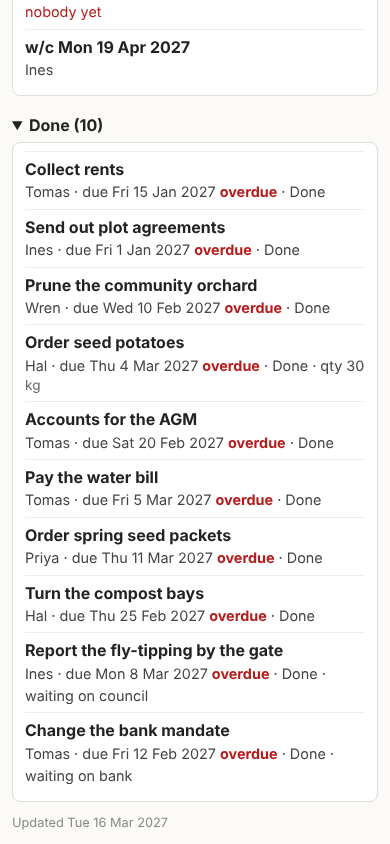 nobody yet
w/c Mon 19 Apr 2027
Ines
▼ Done (10)
Collect rents
Tomas · due Fri 15 Jan 2027 overdue · Done
Send out plot agreements
Ines · due Fri 1 Jan 2027 overdue · Done
Prune the community orchard
Wren · due Wed 10 Feb 2027 overdue · Done
Order seed potatoes
Hal · due Thu 4 Mar 2027 overdue · Done · qty 30
kg
Accounts for the AGM
Tomas · due Sat 20 Feb 2027 overdue · Done
Pay the water bill
Tomas · due Fri 5 Mar 2027 overdue · Done
Order spring seed packets
Priya · due Thu 11 Mar 2027 overdue · Done
Turn the compost bays
Hal · due Thu 25 Feb 2027 overdue · Done
Report the fly-tipping by the gate
Ines · due Mon 8 Mar 2027 overdue · Done ·
waiting on council
Change the bank mandate
Tomas · due Fri 12 Feb 2027 overdue · Done ·
waiting on bank
Updated Tue 16 Mar 2027